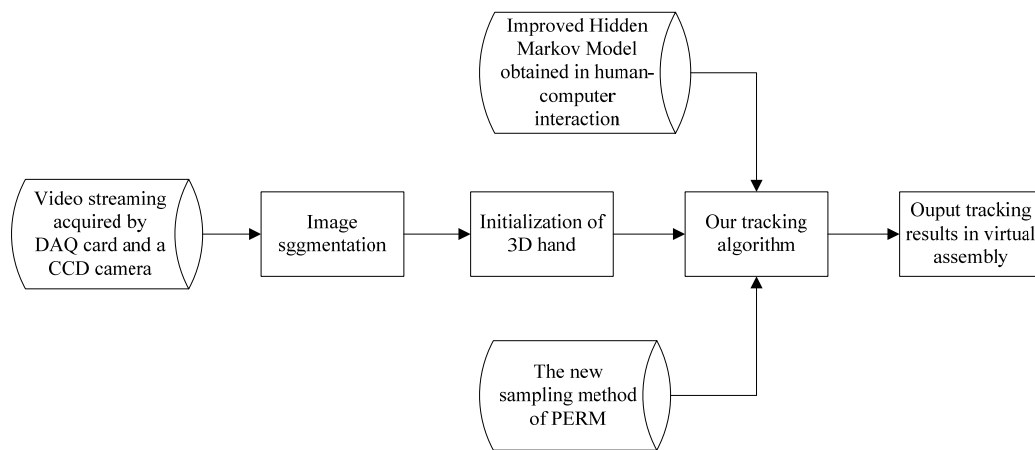 Improved Hidden
Markov Model
obtained in human-
computer
interaction
Video streaming
acquired by
DAQ card and a
CCD camera
Image
sggmentation
Initialization of
3D hand
Our tracking
algorithm
Ouput tracking
results in virtual
assembly
The new
sampling method
of PERM